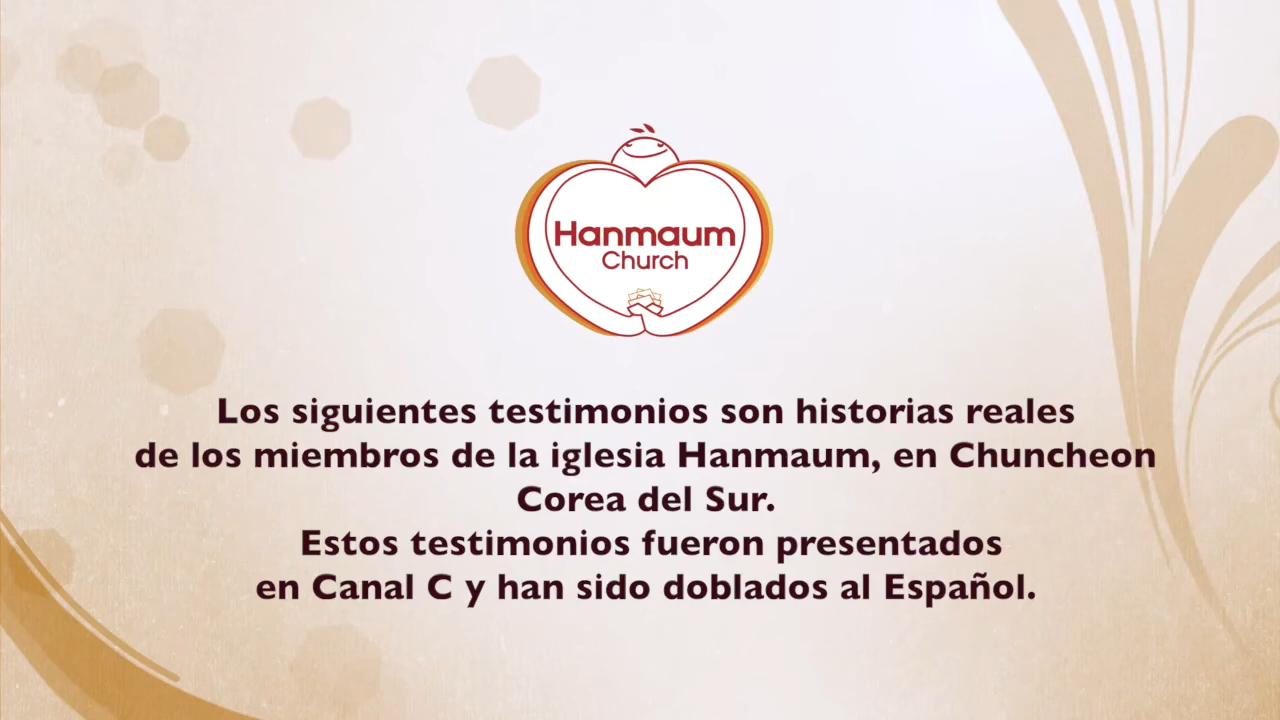 Hanmaum
Church
Los siguientes testimonios son historias reales
de los miembros de la iglesia Hanmaum, en Chuncheon
Corea del Sur.
Estos testimonios fueron presentados
en Canal C y han sido doblados al Español.